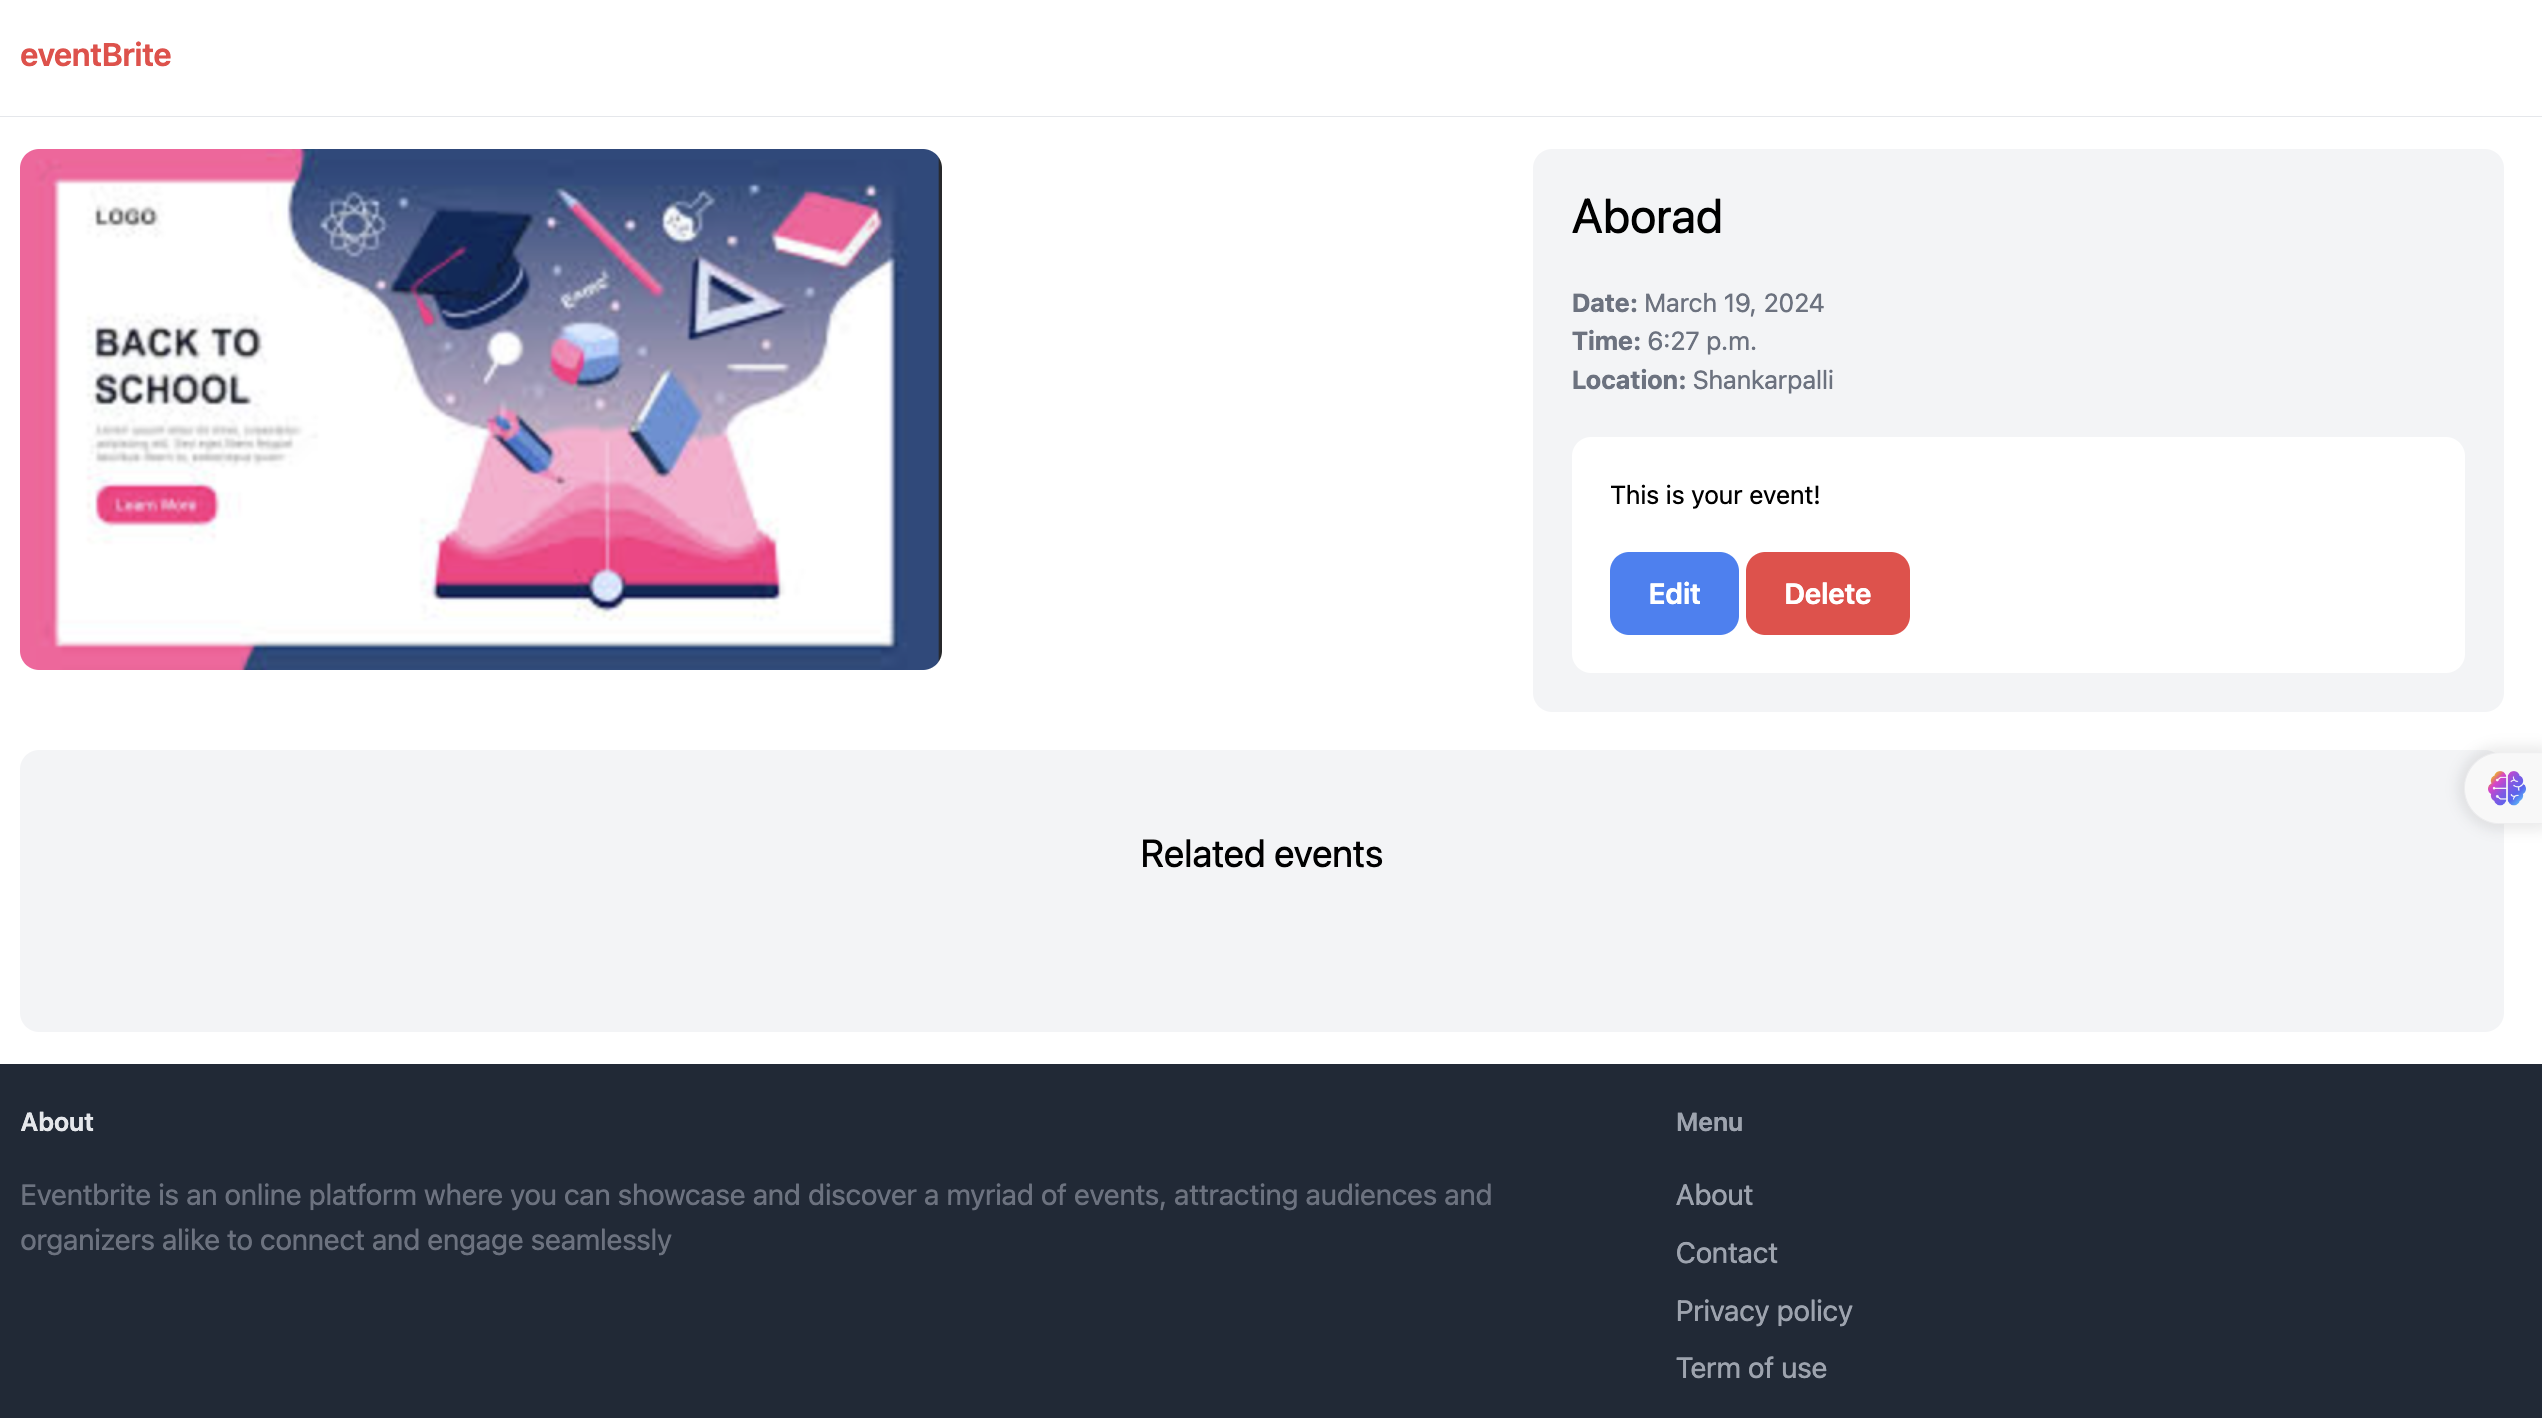 eventBrite
LOGO
BACK TO
SCHOOL
Learn More
Aborad
Date: March 19, 2024
Time: 6:27 p.m.
Location: Shankarpalli
This is your event!
Edit
Delete
Related events
About
Eventbrite is an online platform where you can showcase and discover a myriad of events, attracting audiences and
organizers alike to connect and engage seamlessly
Menu
About
Contact
Privacy policy
Term of use